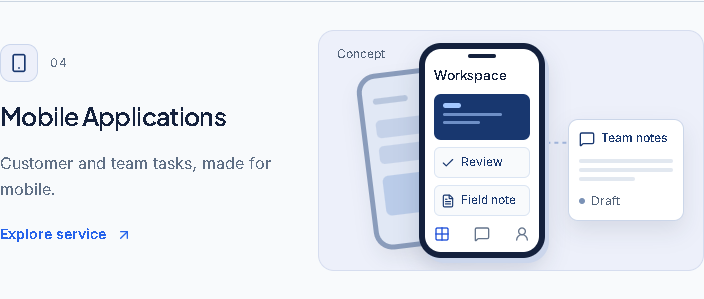 04
Mobile Applications
Customer and team tasks, made for
mobile.
Explore service
Concept
Workspace
Review
Field note
Team notes
Draft